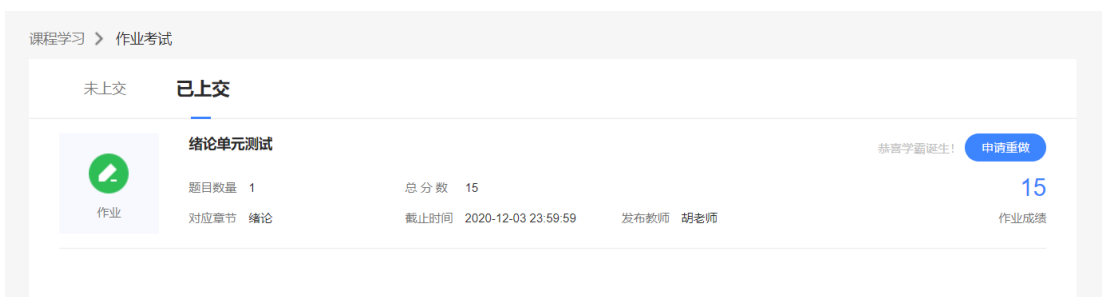 课程学习 > 作业考试
未上交 已上交
绪论单元测试
恭喜学霸诞生! 申请重做
题目数量 1 总分数 15 15
作业 对应章节 绪论 截止时间 2020-12-03 23:59:59 发布教师 胡老师 作业成绩